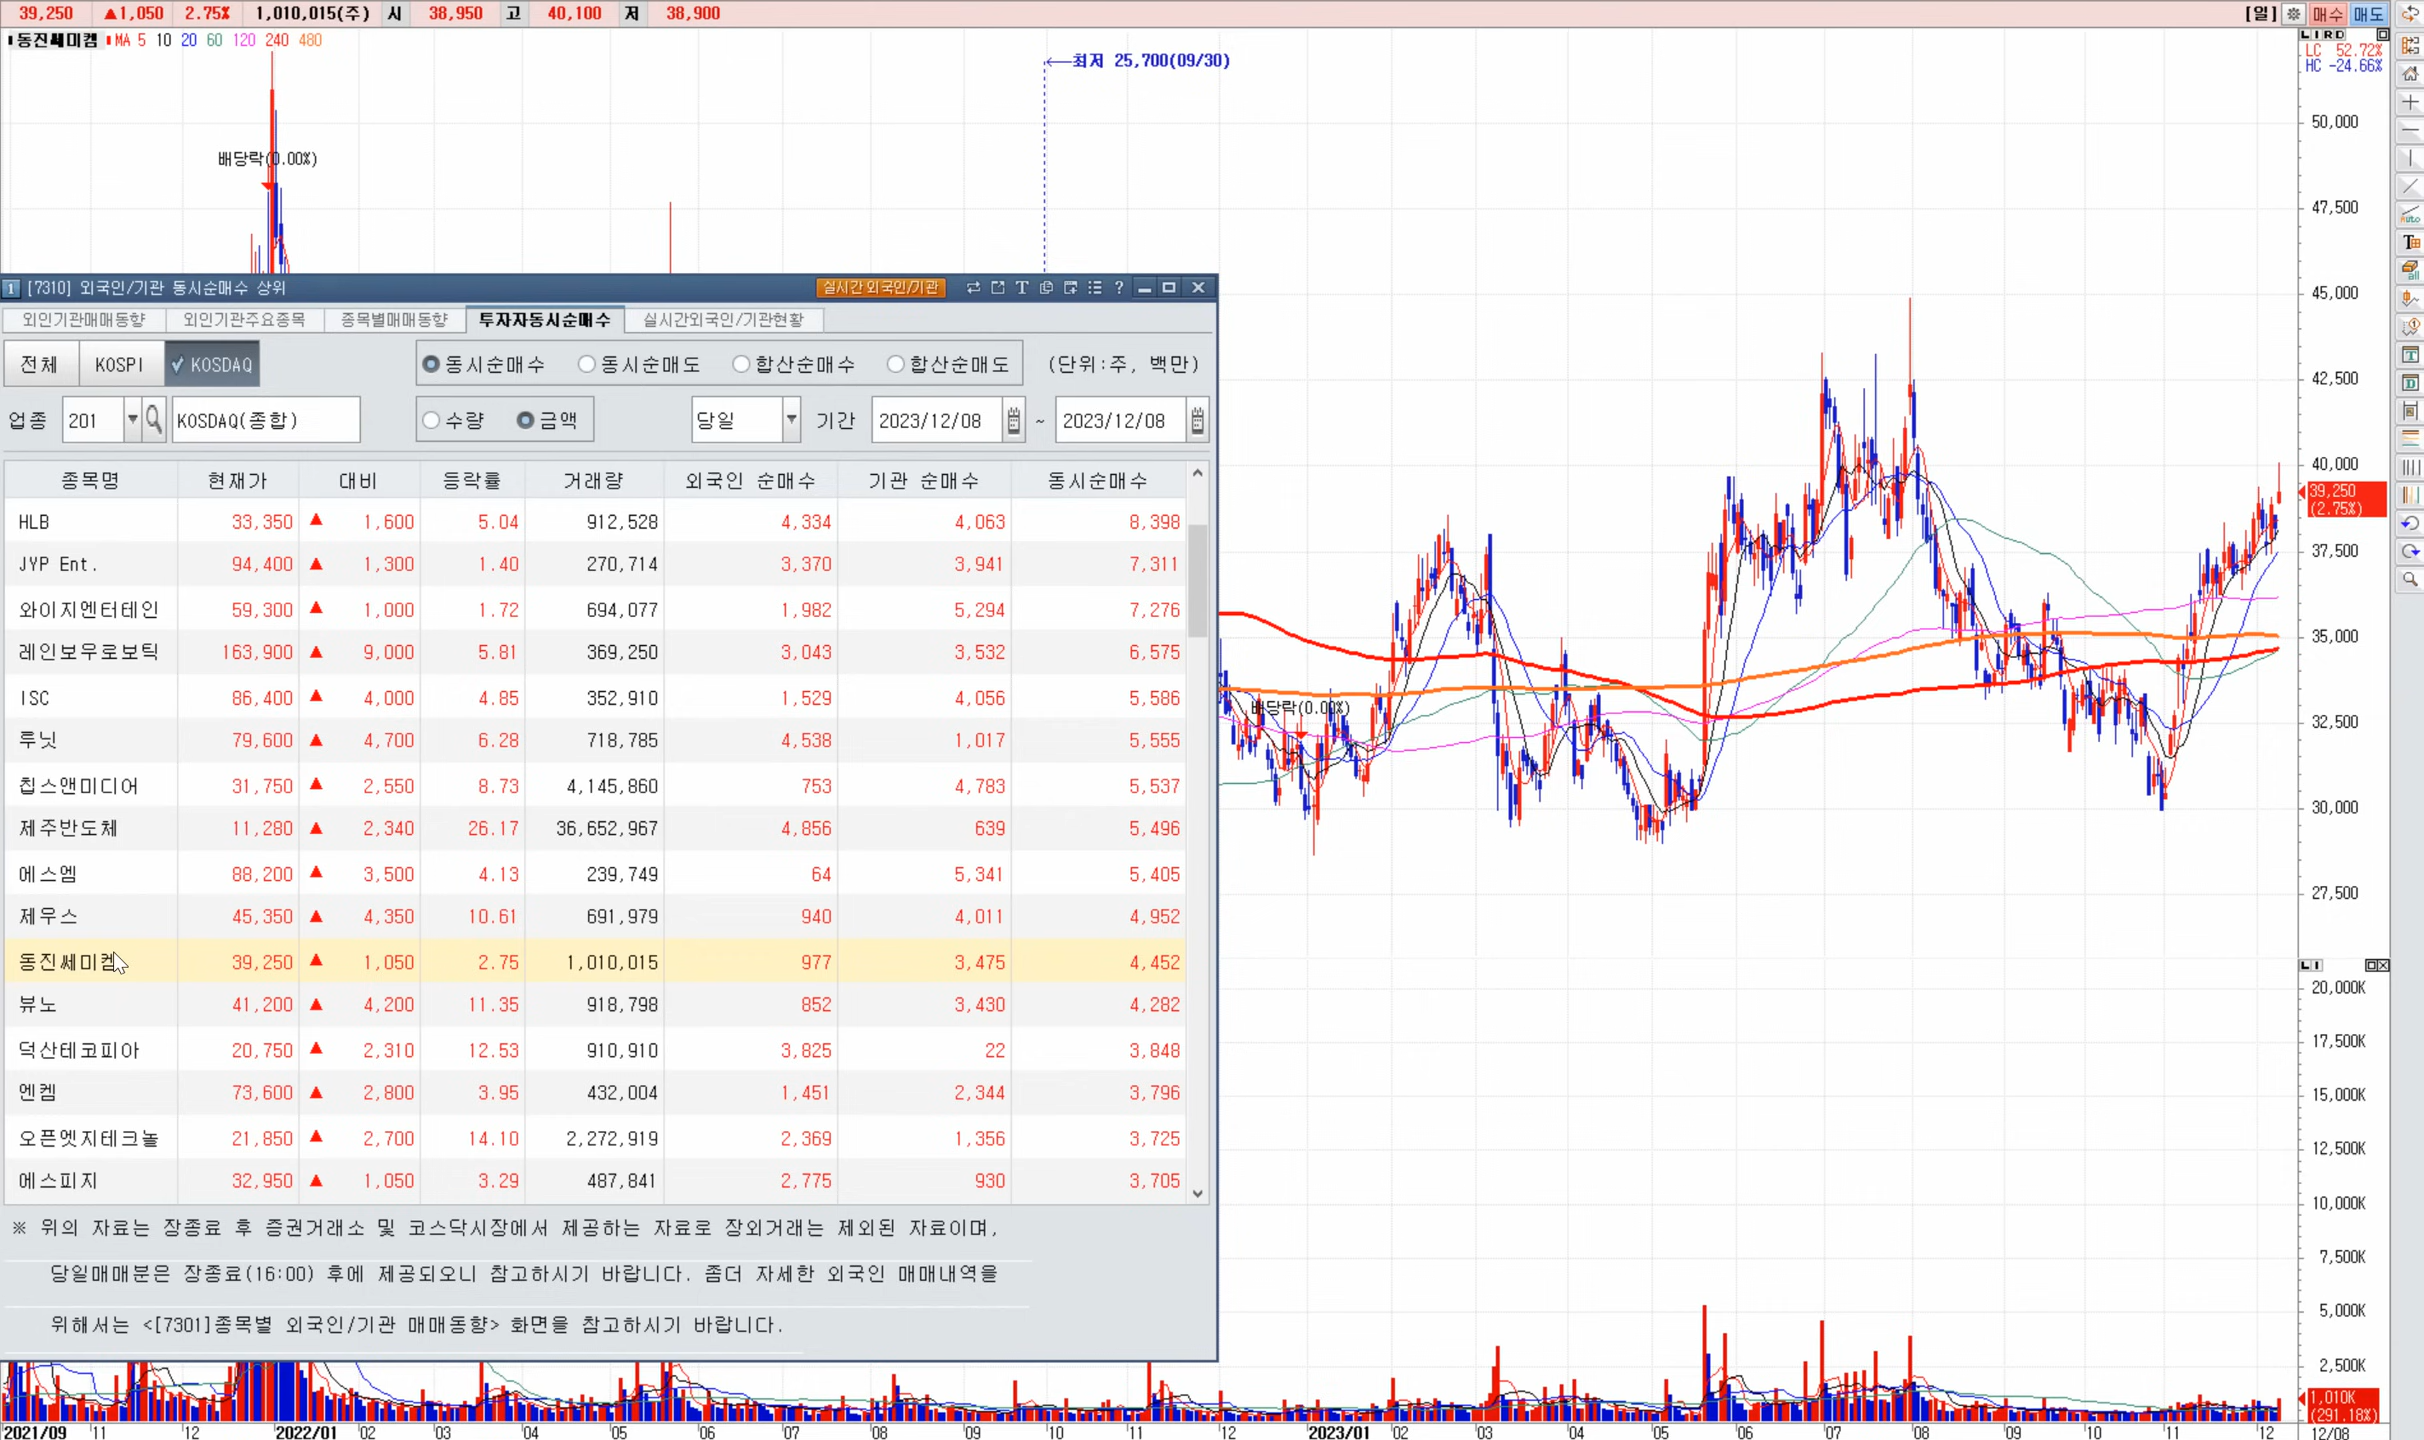 39,250 ▲1,050 2.75% 1,010,015(주) 시 38,950 고 40,100 저 38,900 [일] 매수 매도
동진쎄미켐 MA 5 10 20 60 120 240 480
LC 52.72%
HC -24.66%
←최저 25,700(09/30)
배당락(0.00%)
50,000
47,500
45,000
42,500
40,000
39,250
(2.75%)
37,500
35,000
32,500
30,000
27,500
배당락(0.00%)
1 [7310] 외국인/기관 동시순매수 상위 실시간 외국인/기관
외인기관매매동향 외인기관주요종목 종목별매매동향 투자자동시순매수 실시간외국인/기관현황
전체 KOSPI KOSDAQ 동시순매수 동시순매도 합산순매수 합산순매도 (단위:주, 백만)
업종 201 KOSDAQ(종합) 수량 금액 당일 기간 2023/12/08 ~ 2023/12/08
종목명 현재가 대비 등락률 거래량 외국인 순매수 기관 순매수 동시순매수
HLB 33,350 ▲ 1,600 5.04 912,528 4,334 4,063 8,398
JYP Ent. 94,400 ▲ 1,300 1.40 270,714 3,370 3,941 7,311
와이지엔터테인 59,300 ▲ 1,000 1.72 694,077 1,982 5,294 7,276
레인보우로보틱 163,900 ▲ 9,000 5.81 369,250 3,043 3,532 6,575
ISC 86,400 ▲ 4,000 4.85 352,910 1,529 4,056 5,586
루닛 79,600 ▲ 4,700 6.28 718,785 4,538 1,017 5,555
칩스앤미디어 31,750 ▲ 2,550 8.73 4,145,860 753 4,783 5,537
제주반도체 11,280 ▲ 2,340 26.17 36,652,967 4,856 639 5,496
에스엠 88,200 ▲ 3,500 4.13 239,749 64 5,341 5,405
제우스 45,350 ▲ 4,350 10.61 691,979 940 4,011 4,952
동진쎄미켐 39,250 ▲ 1,050 2.75 1,010,015 977 3,475 4,452
뷰노 41,200 ▲ 4,200 11.35 918,798 852 3,430 4,282
덕산테코피아 20,750 ▲ 2,310 12.53 910,910 3,825 22 3,848
엔켐 73,600 ▲ 2,800 3.95 432,004 1,451 2,344 3,796
오픈엣지테크놀 21,850 ▲ 2,700 14.10 2,272,919 2,369 1,356 3,725
에스피지 32,950 ▲ 1,050 3.29 487,841 2,775 930 3,705
※ 위의 자료는 장종료 후 증권거래소 및 코스닥시장에서 제공하는 자료로 장외거래는 제외된 자료이며,
당일매매분은 장종료(16:00) 후에 제공되오니 참고하시기 바랍니다. 좀더 자세한 외국인 매매내역을
위해서는 <[7301]종목별 외국인/기관 매매동향> 화면을 참고하시기 바랍니다.
20,000K
17,500K
15,000K
12,500K
10,000K
7,500K
5,000K
2,500K
1,010K
(291.18%)
2021/09 11 12 2022/01 02 03 04 05 06 07 08 09 10 11 12 2023/01 02 03 04 05 06 07 08 09 10 11 12 12/08